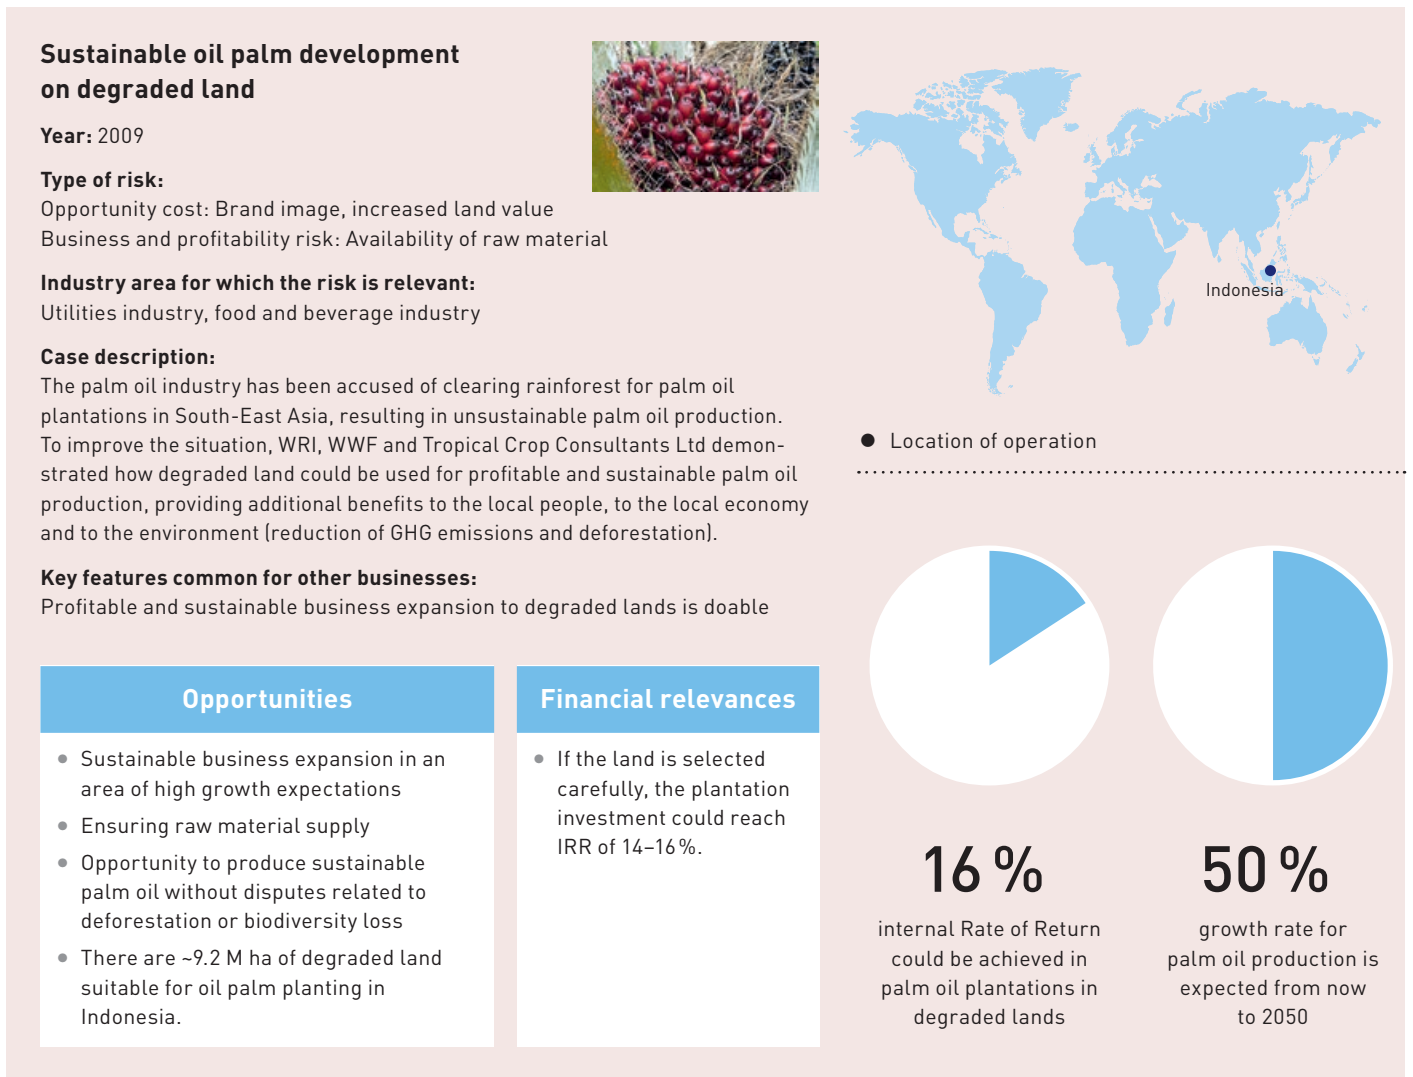 Sustainable oil palm development
on degraded land
Year: 2009
Type of risk:
Opportunity cost: Brand image, increased land value
Business and profitability risk: Availability of raw material
Industry area for which the risk is relevant:
Utilities industry, food and beverage industry
Case description:
The palm oil industry has been accused of clearing rainforest for palm oil
plantations in South-East Asia, resulting in unsustainable palm oil production.
To improve the situation, WRI, WWF and Tropical Crop Consultants Ltd demon-
strated how degraded land could be used for profitable and sustainable palm oil
production, providing additional benefits to the local people, to the local economy
and to the environment (reduction of GHG emissions and deforestation).
Key features common for other businesses:
Profitable and sustainable business expansion to degraded lands is doable
Opportunities
• Sustainable business expansion in an
area of high growth expectations
• Ensuring raw material supply
• Opportunity to produce sustainable
palm oil without disputes related to
deforestation or biodiversity loss
• There are ~9.2 M ha of degraded land
suitable for oil palm planting in
Indonesia.
Financial relevances
• If the land is selected
carefully, the plantation
investment could reach
IRR of 14–16 %.
Indonesia
Location of operation
16 %
internal Rate of Return
could be achieved in
palm oil plantations in
degraded lands
50 %
growth rate for
palm oil production is
expected from now
to 2050